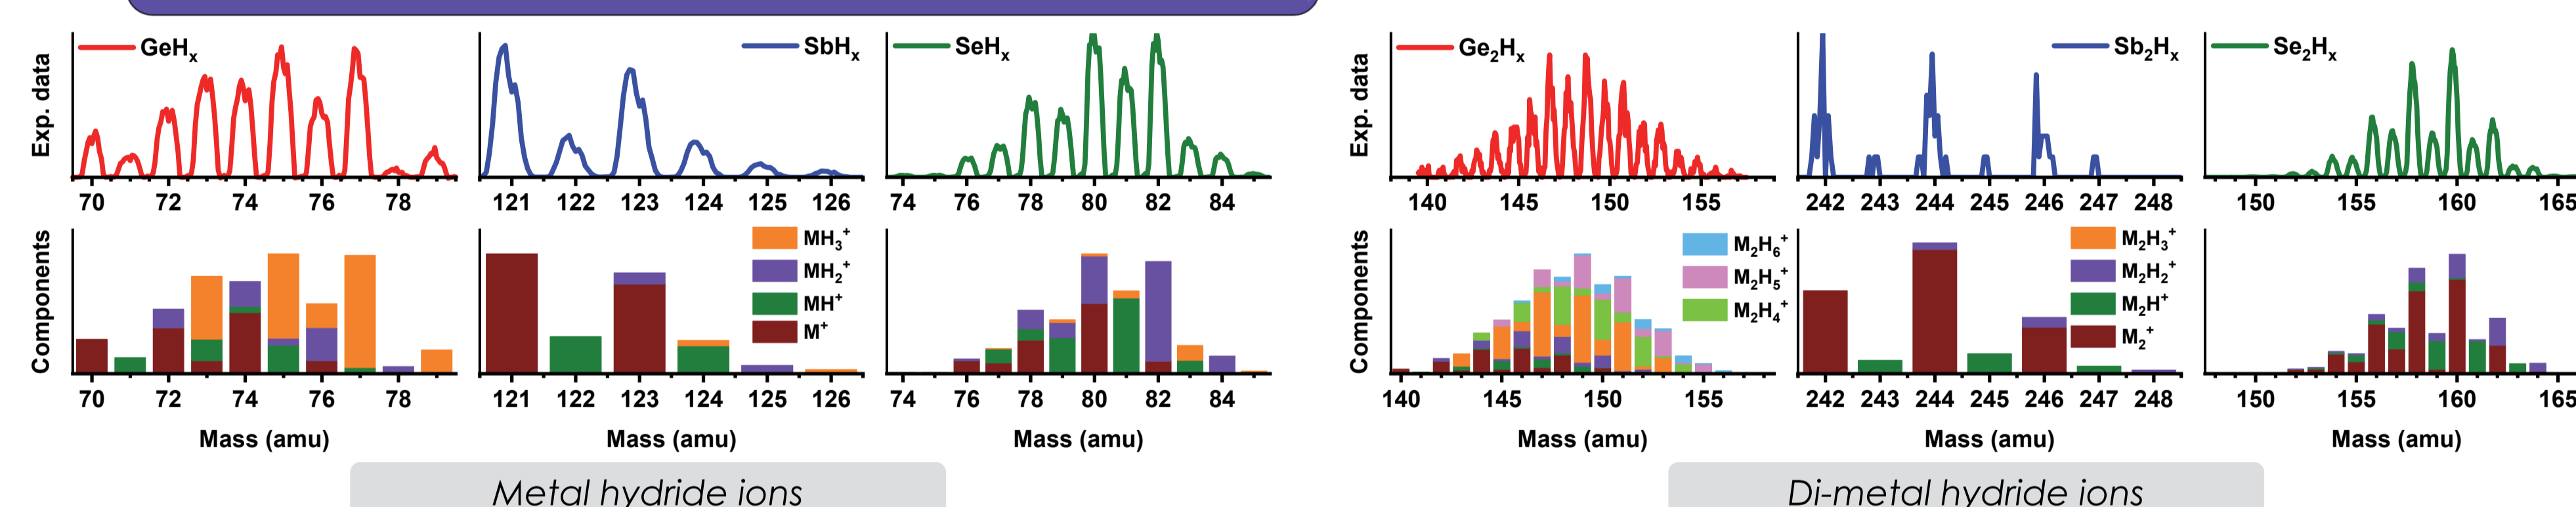 Exp. data
GeHx
70 72 74 76 78
SbHx
121 122 123 124 125 126
SeHx
74 76 78 80 82 84
Exp. data
Ge2Hx
140 145 150 155
Sb2Hx
242 243 244 245 246 247 248
Se2Hx
150 155 160 165
Components
70 72 74 76 78
Mass (amu)
MH3+
MH2+
MH+
M+
121 122 123 124 125 126
Mass (amu)
74 76 78 80 82 84
Mass (amu)
Components
M2H6+
M2H5+
M2H4+
140 145 150 155
Mass (amu)
M2H3+
M2H2+
M2H+
M2+
242 243 244 245 246 247 248
Mass (amu)
150 155 160 165
Mass (amu)
Metal hydride ions
Di-metal hydride ions